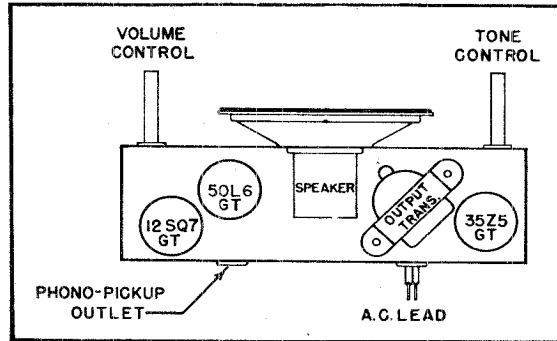 VOLUME
CONTROL
TONE
CONTROL
50L6
GT
SPEAKER
OUTPUT
TRANS.
12SQ7
GT
35Z5
GT
PHONO-PICKUP
OUTLET
A.C. LEAD